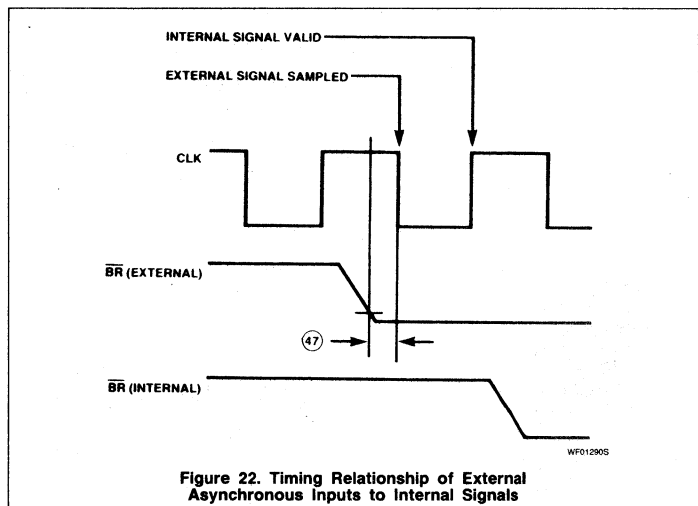 INTERNAL SIGNAL VALID
EXTERNAL SIGNAL SAMPLED
CLK
BR (EXTERNAL)
47
BR (INTERNAL)
WF01290S
Figure 22. Timing Relationship of External
Asynchronous Inputs to Internal Signals